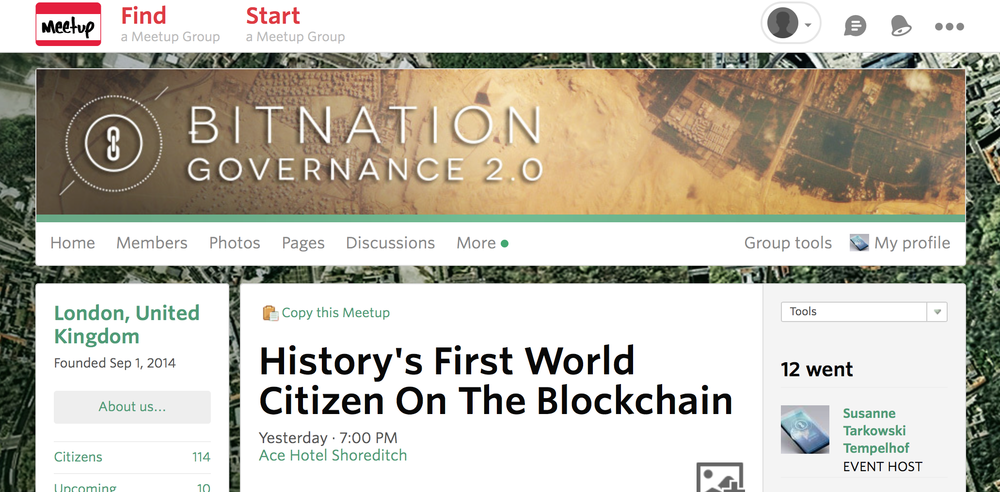 Meetup
Find
a Meetup Group
Start
a Meetup Group
BITNATION
GOVERNANCE 2.0
Home
Members
Photos
Pages
Discussions
More
Group tools
My profile
London, United
Kingdom
Founded Sep 1, 2014
About us...
Citizens 114
Upcoming 10
Copy this Meetup
History's First World
Citizen On The Blockchain
Yesterday · 7:00 PM
Ace Hotel Shoreditch
Tools
12 went
Susanne
Tarkowski
Tempelhof
EVENT HOST